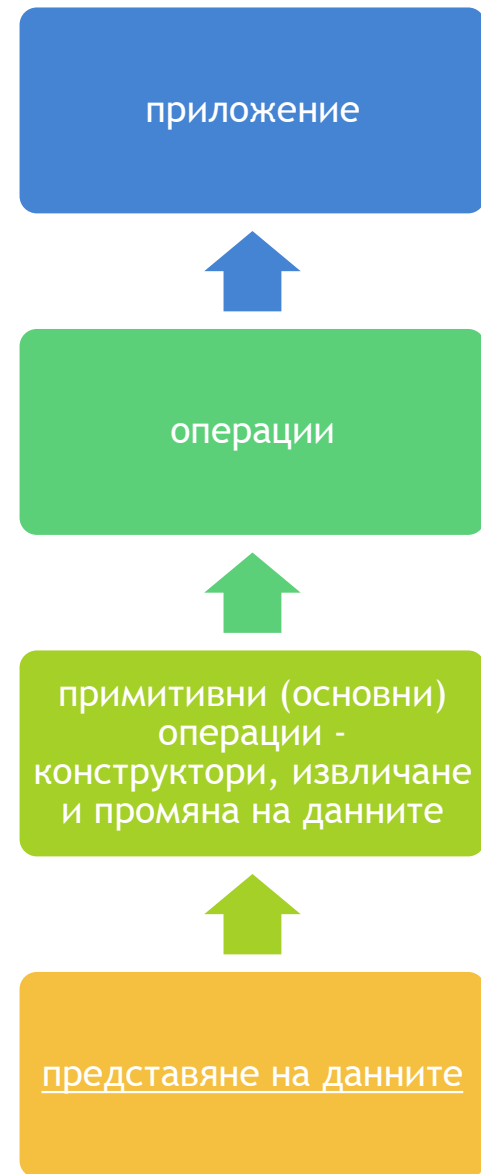 приложение
операции
примитивни (основни)
операции -
конструктори, извличане
и промяна на данните
представяне на данните